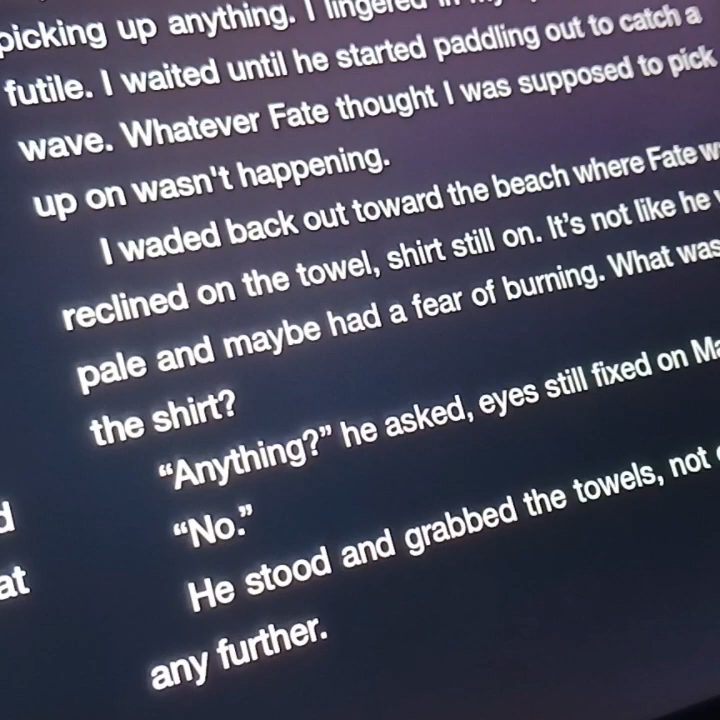 picking up anything. I lingered in
futile. I waited until he started paddling out to catch a
wave. Whatever Fate thought I was supposed to pick
up on wasn't happening.
I waded back out toward the beach where Fate
reclined on the towel, shirt still on. It's not like he
pale and maybe had a fear of burning. What was
the shirt?
“Anything?” he asked, eyes still fixed on
“No.”
He stood and grabbed the towels, not
any further.